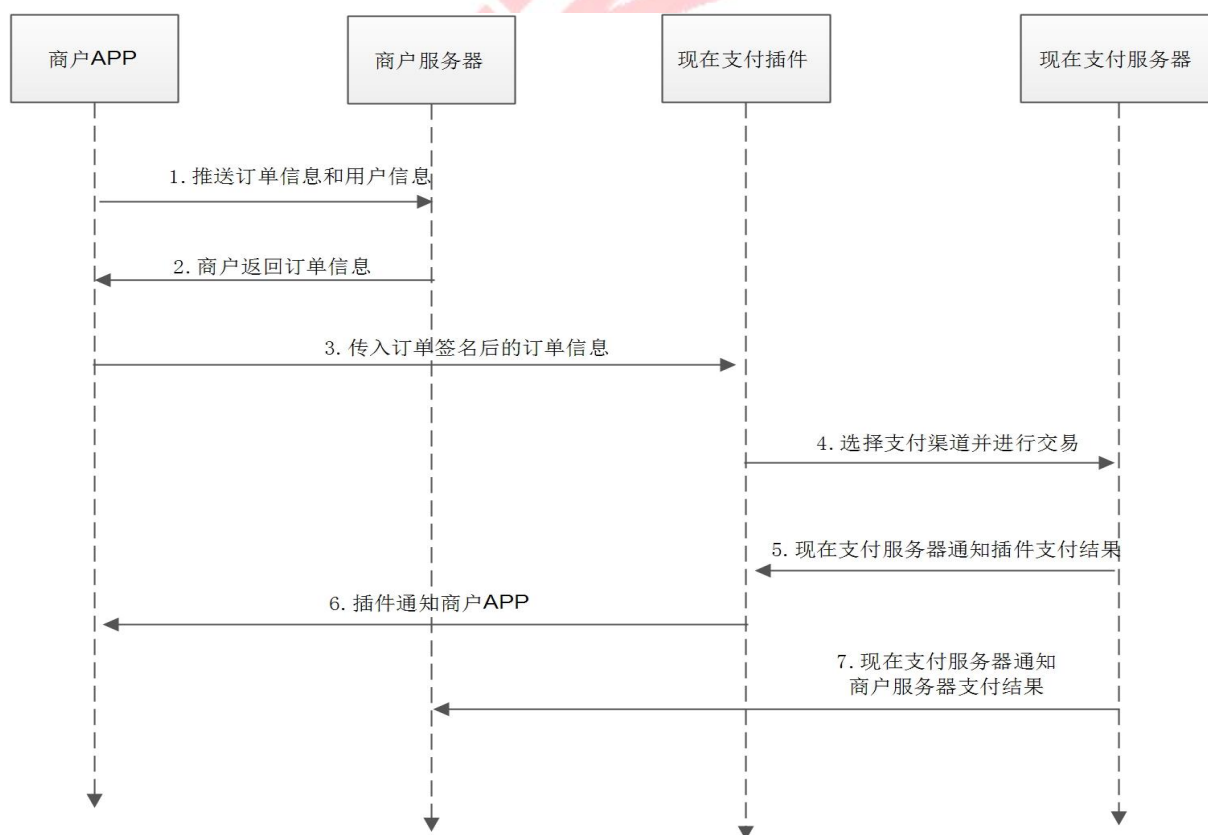 商户APP
商户服务器
现在支付插件
现在支付服务器
1.推送订单信息和用户信息
2.商户返回订单信息
3.传入订单签名后的订单信息
4.选择支付渠道并进行交易
5.现在支付服务器通知插件支付结果
6.插件通知商户APP
7.现在支付服务器通知
商户服务器支付结果